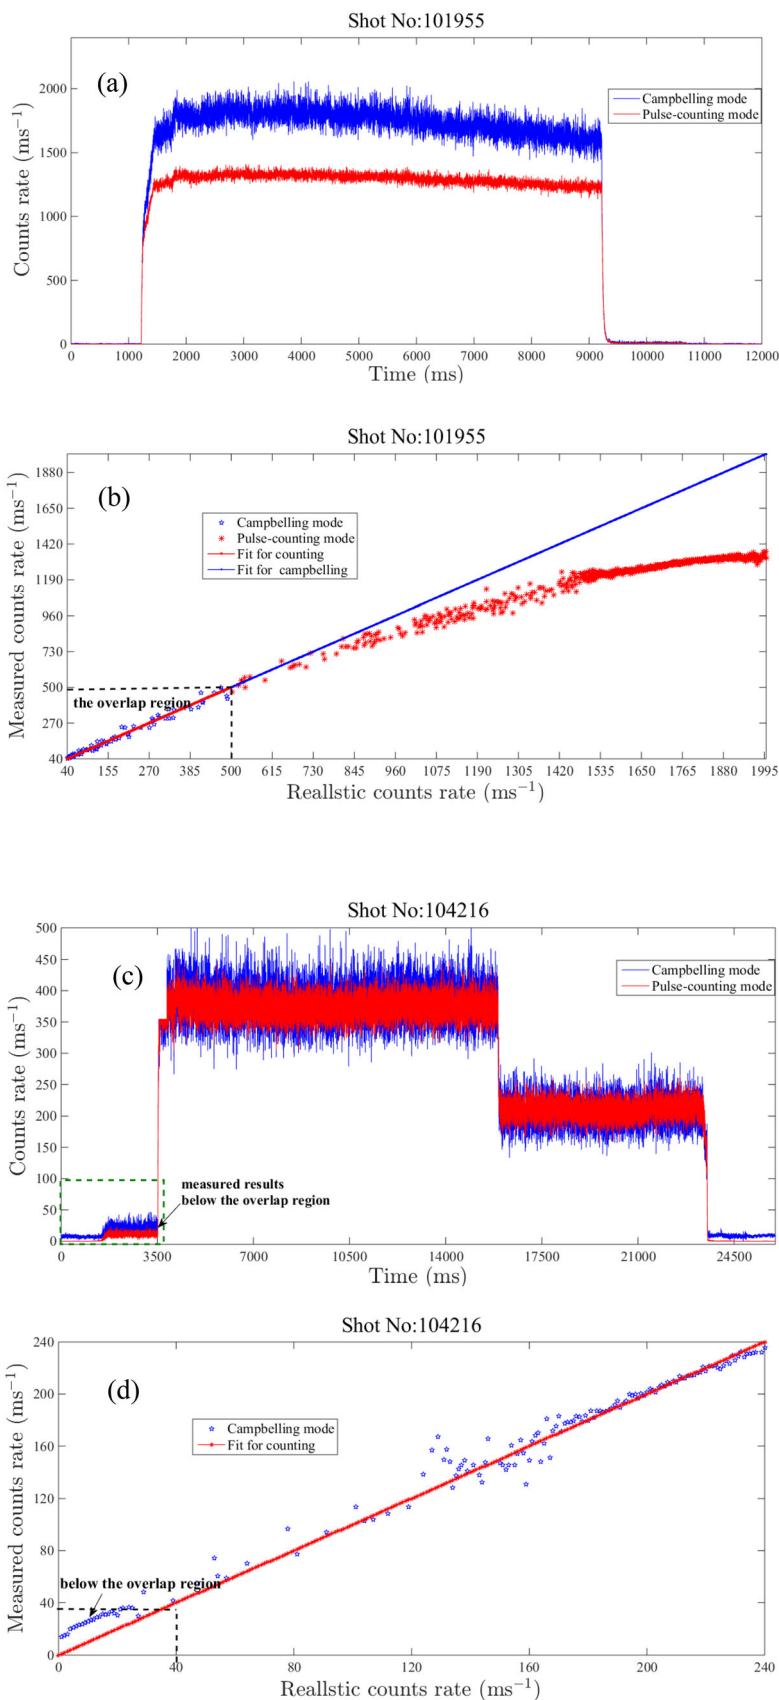 Shot No:101955
(a)
Counts rate (ms⁻¹)
2000
1500
1000
500
0
Campbelling mode
Pulse-counting mode
0 1000 2000 3000 4000 5000 6000 7000 8000 9000 10000 11000 12000
Time (ms)
Shot No:101955
(b)
Measured counts rate (ms⁻¹)
1880
1650
1420
1190
960
730
500
270
40
Campbelling mode
Pulse-counting mode
Fit for counting
Fit for campbelling
the overlap region
40 155 270 385 500 615 730 845 960 1075 1190 1305 1420 1535 1650 1765 1880 1995
Reallstic counts rate (ms⁻¹)
Shot No:104216
(c)
Counts rate (ms⁻¹)
500
450
400
350
300
250
200
150
100
50
0
Campbelling mode
Pulse-counting mode
measured results
below the overlap region
0 3500 7000 10500 14000 17500 21000 24500
Time (ms)
Shot No:104216
(d)
Measured counts rate (ms⁻¹)
240
200
160
120
80
40
0
Campbelling mode
Fit for counting
below the overlap region
0 40 80 120 160 200 240
Reallstic counts rate (ms⁻¹)